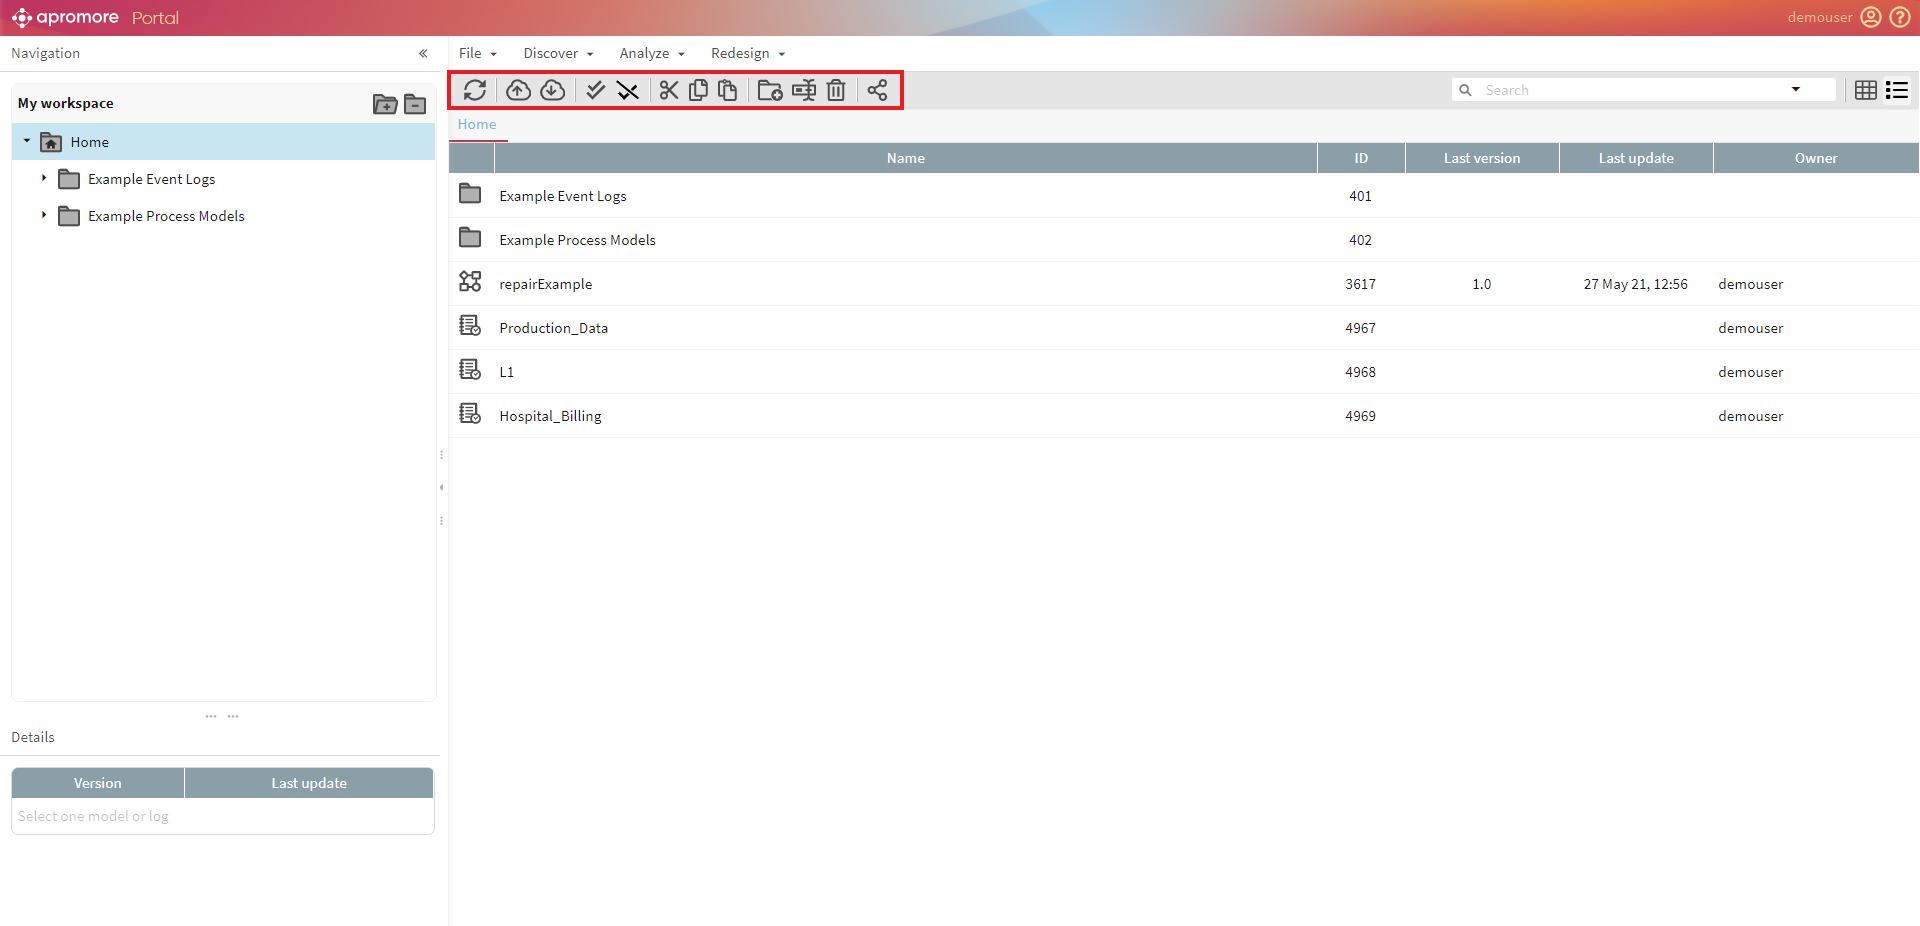 apromore Portal
demouser
Navigation
File Discover Analyze Redesign
My workspace
Search
Home
Example Event Logs
Example Process Models
Home
Name ID Last version Last update Owner
Example Event Logs 401
Example Process Models 402
repairExample 3617 1.0 27 May 21, 12:56 demouser
Production_Data 4967 demouser
L1 4968 demouser
Hospital_Billing 4969 demouser
Details
Version Last update
Select one model or log